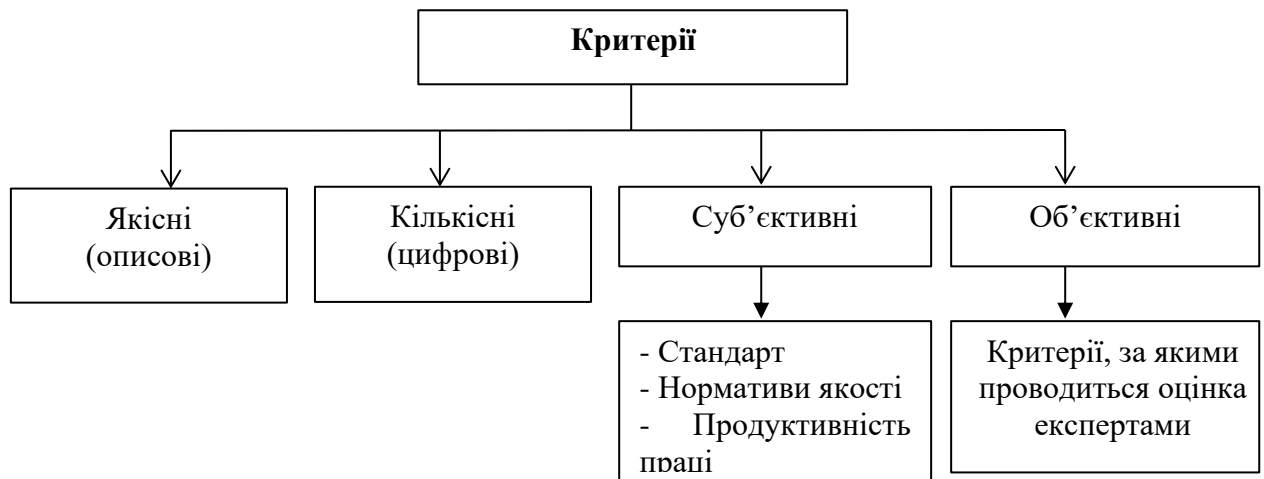 Критерії
Якісні
(описові)
Кількісні
(цифрові)
Суб’єктивні
Об’єктивні
- Стандарт
- Нормативи якості
- Продуктивність
праці
Критерії, за якими
проводиться оцінка
експертами